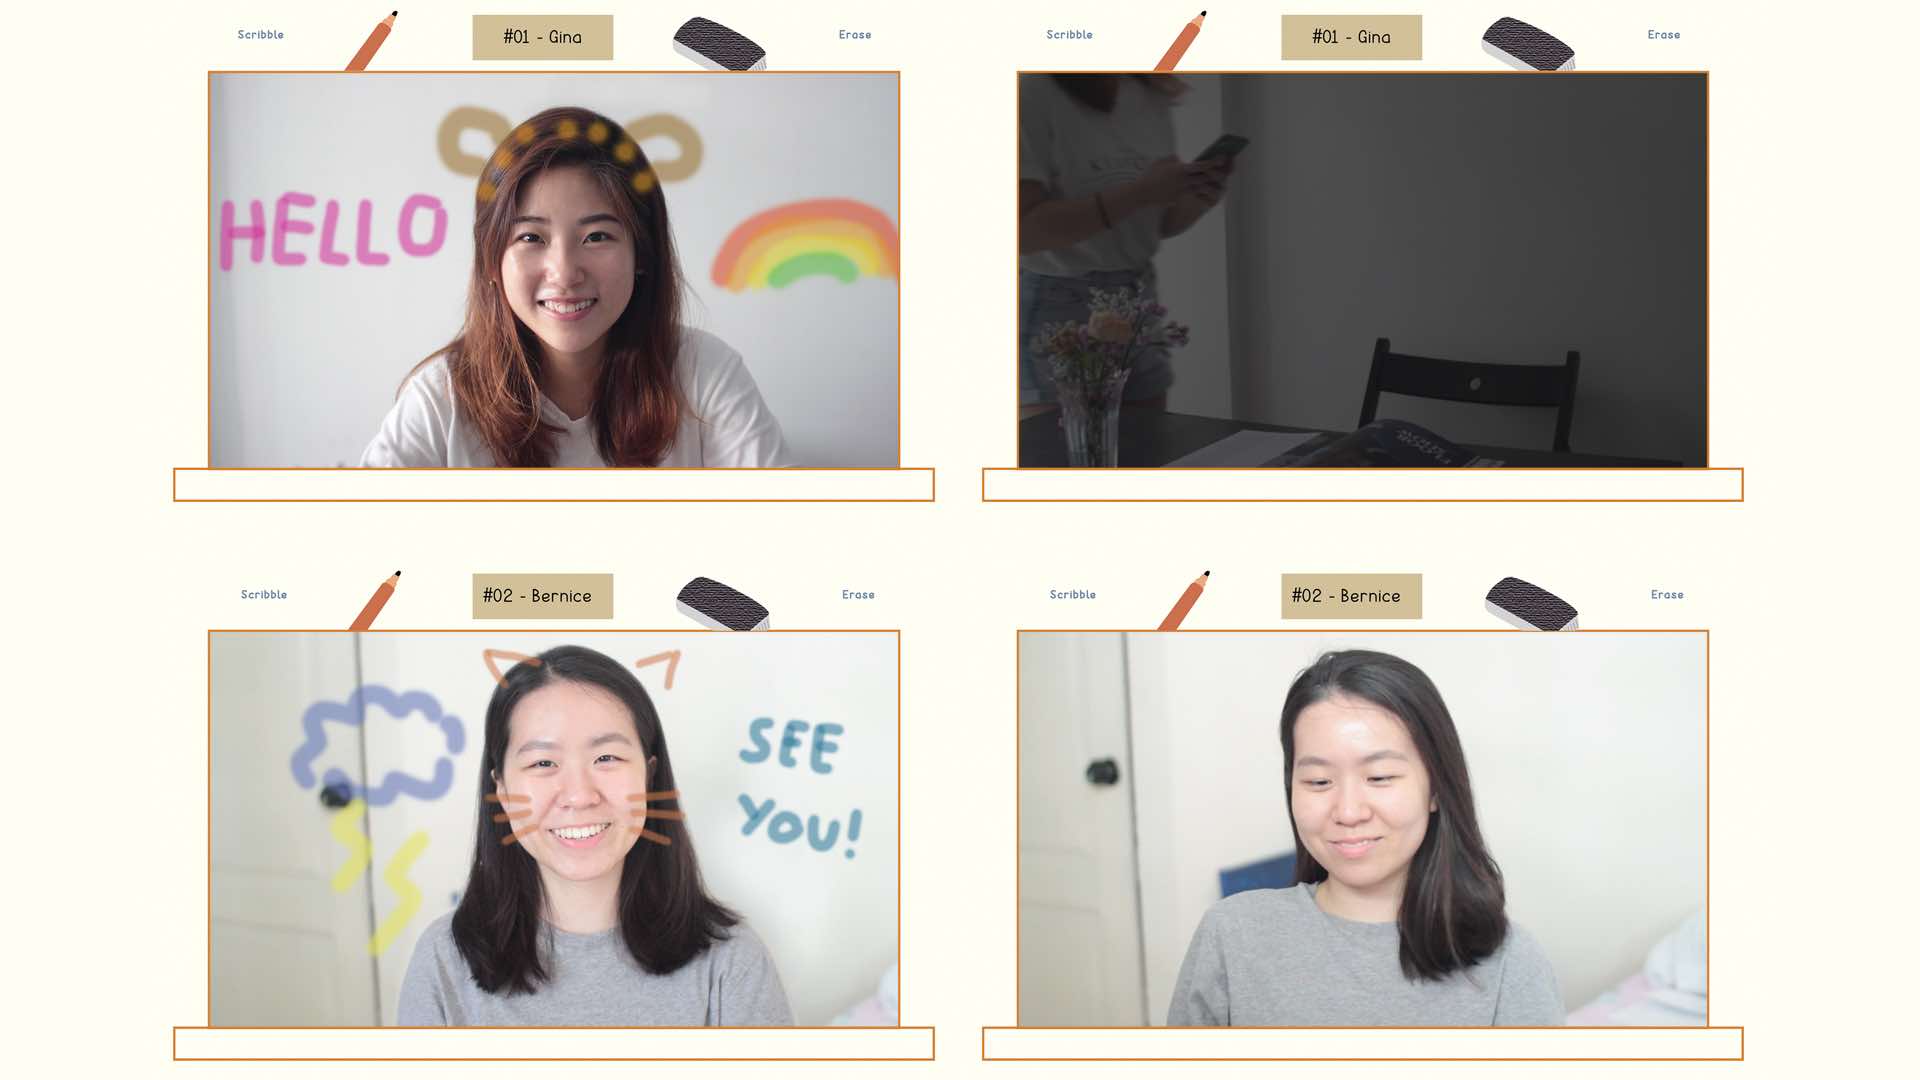 Scribble
#01 - Gina
Erase
Scribble
#01 - Gina
Erase
HELLO
Scribble
#02 - Bernice
Erase
Scribble
#02 - Bernice
Erase
SEE
YOU!